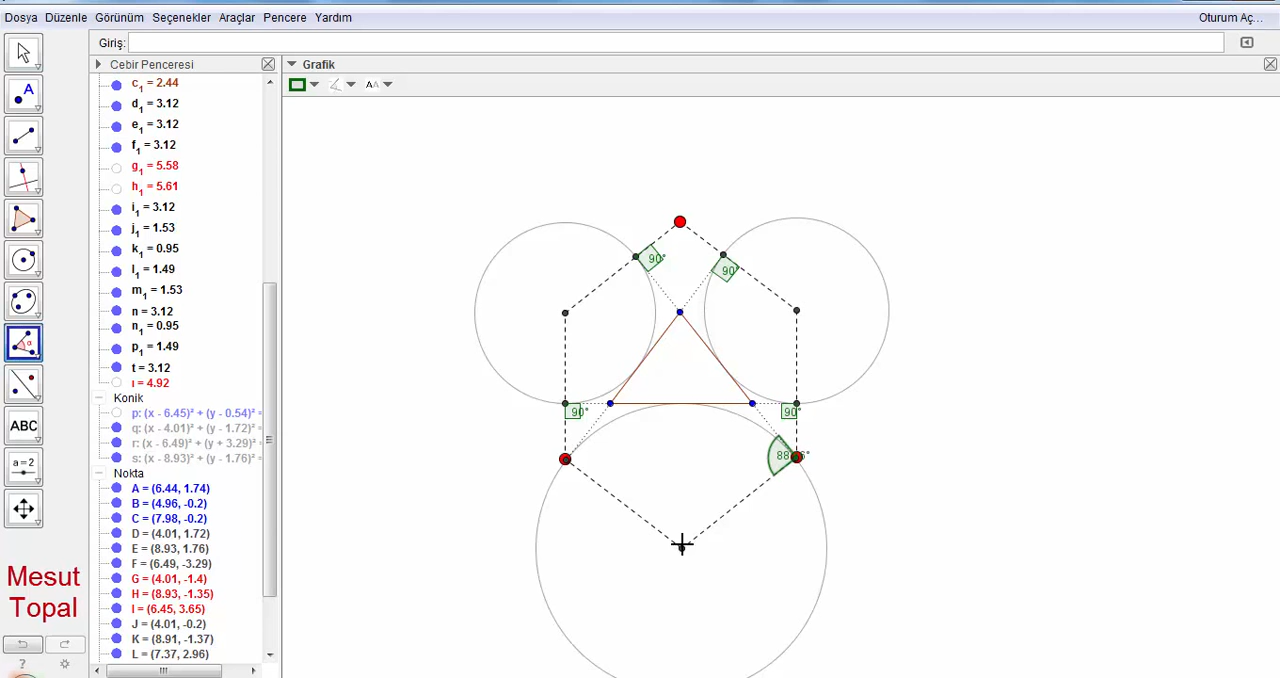 Dosya Düzenle Görünüm Seçenekler Araçlar Pencere Yardım Oturum Aç...
Giriş:
Cebir Penceresi
Grafik
A
AA
c₁ = 2.44
d₁ = 3.12
e₁ = 3.12
f₁ = 3.12
g₁ = 5.58
h₁ = 5.61
i₁ = 3.12
j₁ = 1.53
k₁ = 0.95
l₁ = 1.49
m₁ = 1.53
n = 3.12
n₁ = 0.95
p₁ = 1.49
t = 3.12
ı = 4.92
Konik
p: (x - 6.45)² + (y - 0.54)² =
q: (x - 4.01)² + (y - 1.72)² =
r: (x - 6.49)² + (y + 3.29)² =
s: (x - 8.93)² + (y - 1.76)² =
Nokta
A = (6.44, 1.74)
B = (4.96, -0.2)
C = (7.98, -0.2)
D = (4.01, 1.72)
E = (8.93, 1.76)
F = (6.49, -3.29)
G = (4.01, -1.4)
H = (8.93, -1.35)
I = (6.45, 3.65)
J = (4.01, -0.2)
K = (8.91, -1.37)
L = (7.37, 2.96)
α
ABC
a = 2
Mesut
Topal
?
90°
90°
90°
90°